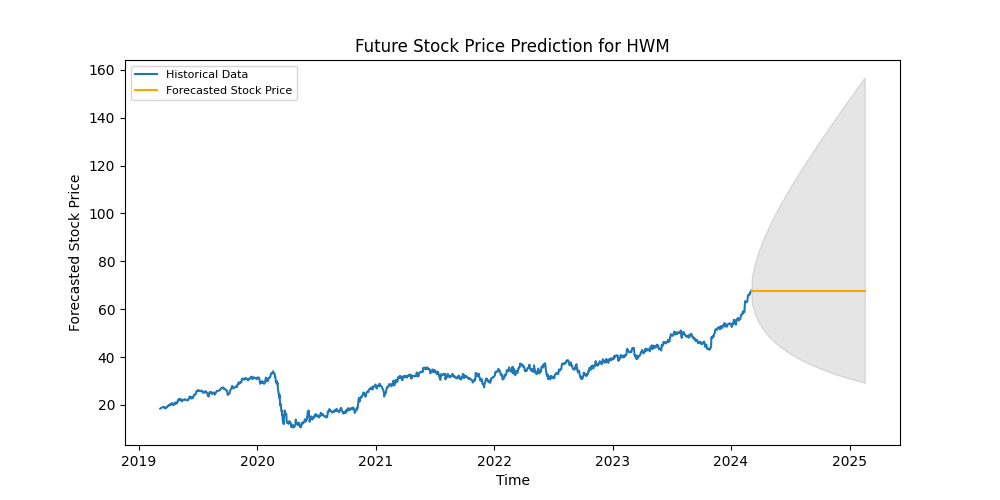 Future Stock Price Prediction for HWM
Historical Data
Forecasted Stock Price
160
140
120
100
80
60
40
20
Forecasted Stock Price
2019 2020 2021 2022 2023 2024 2025
Time